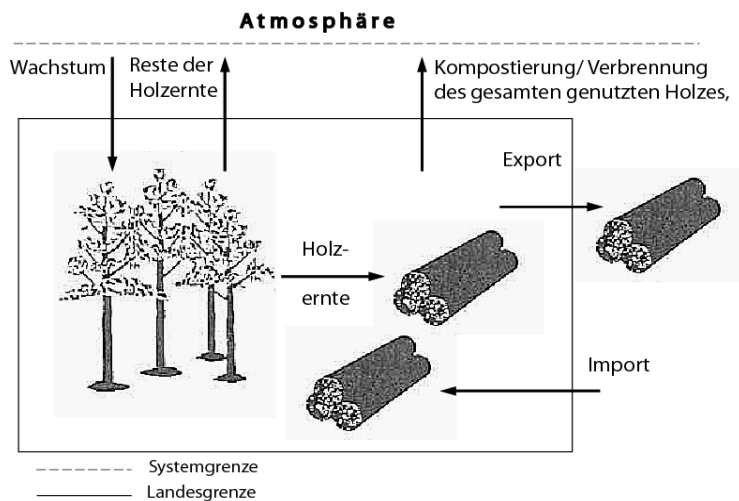 Atmosphäre
Wachstum
Reste der
Holzernte
Kompostierung/ Verbrennung
des gesamten genutzten Holzes,
Export
Holz-
ernte
Import
Systemgrenze
Landesgrenze